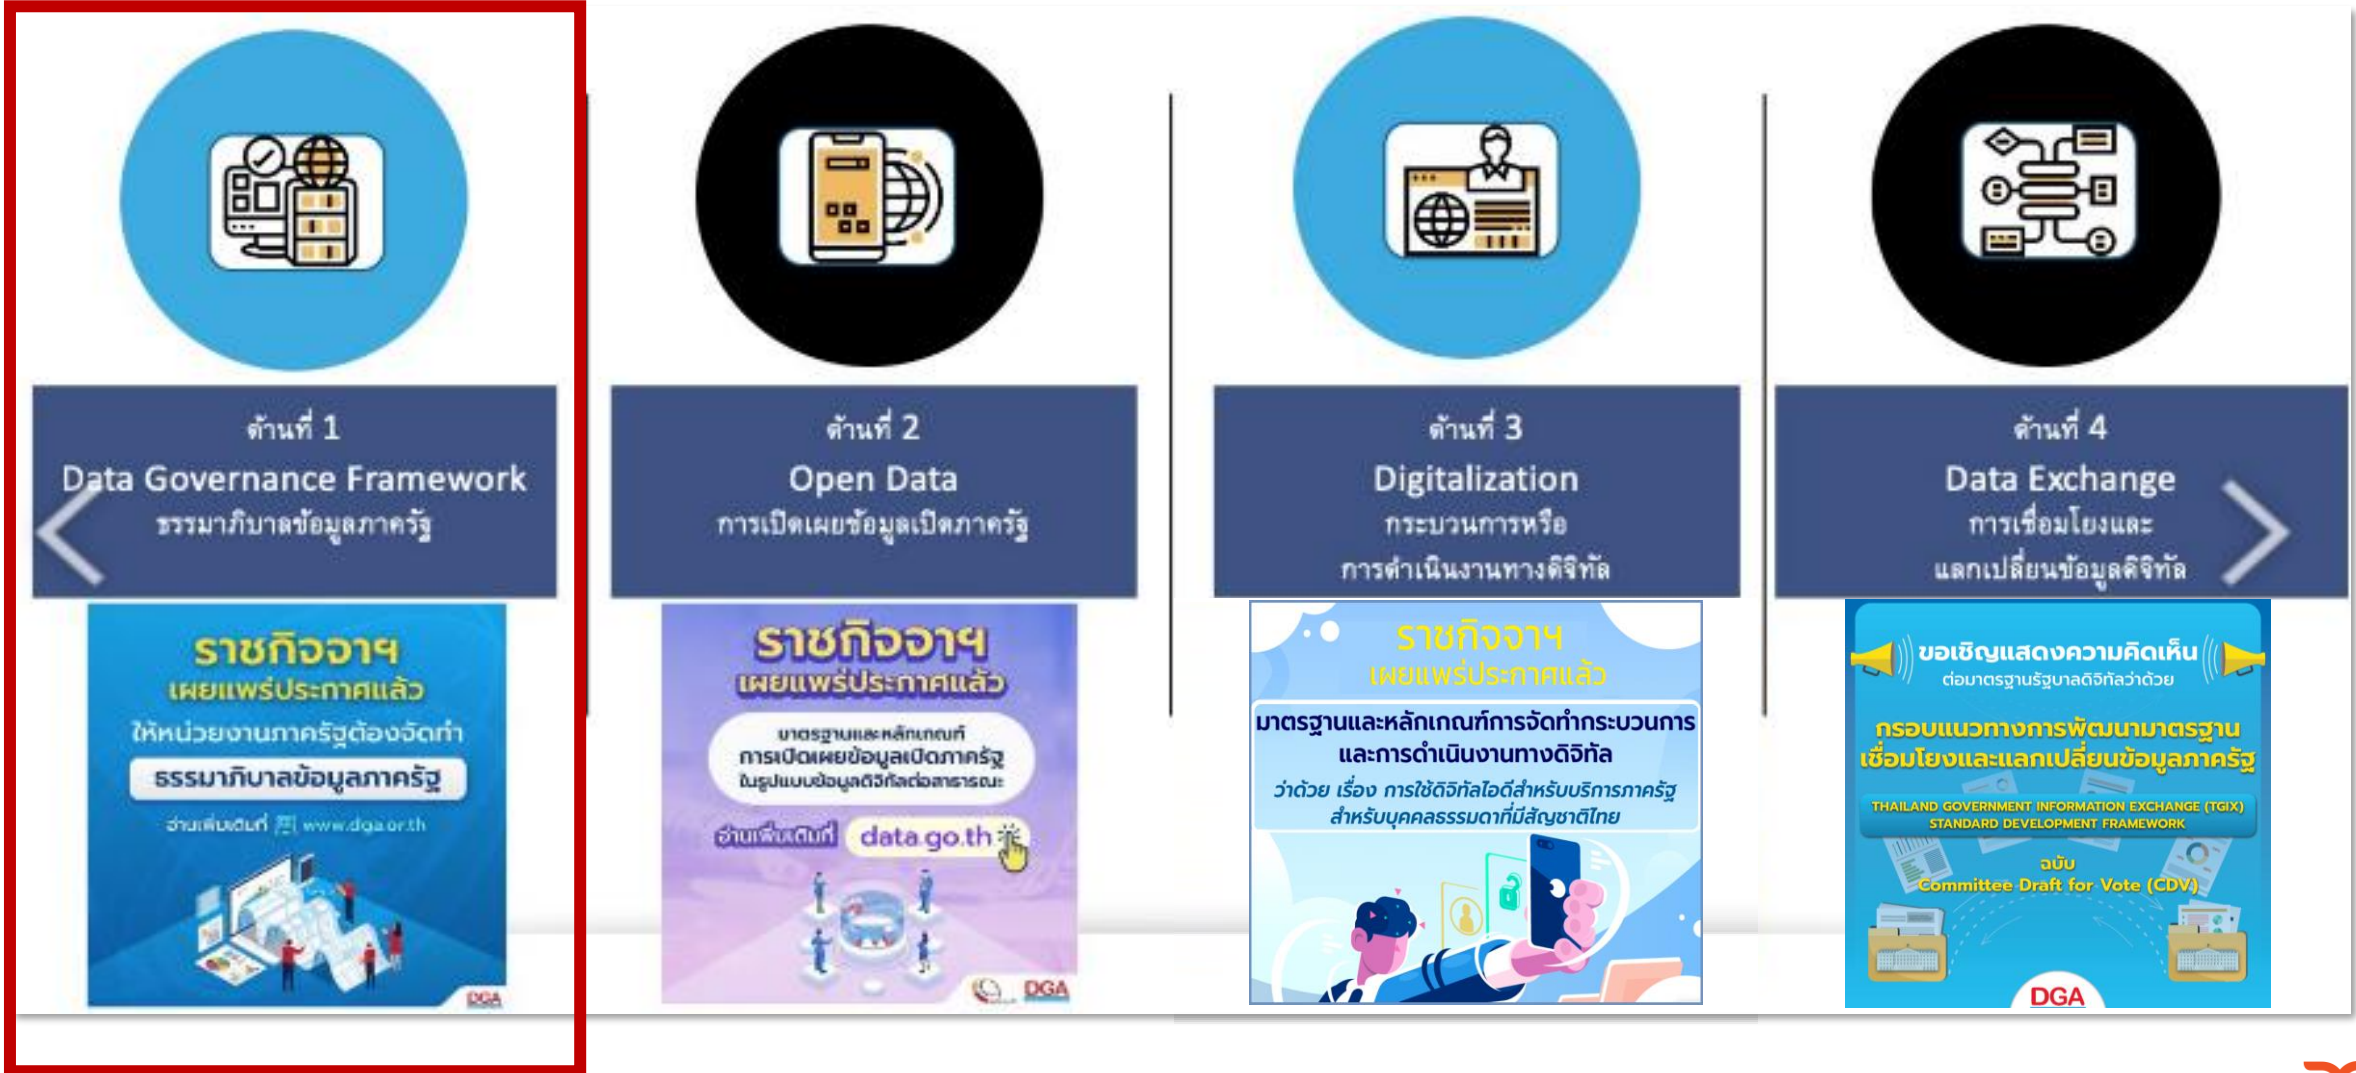 ด้านที่ 1
Data Governance Framework
ธรรมาภิบาลข้อมูลภาครัฐ
ราชกิจจาฯ
เผยแพร่ประกาศแล้ว
ให้หน่วยงานภาครัฐต้องจัดทำ
ธรรมาภิบาลข้อมูลภาครัฐ
อ่านเพิ่มเติมที่ www.dga.or.th
DGA
ด้านที่ 2
Open Data
การเปิดเผยข้อมูลเปิดภาครัฐ
ราชกิจจาฯ
เผยแพร่ประกาศแล้ว
มาตรฐานและหลักเกณฑ์
การเปิดเผยข้อมูลเปิดภาครัฐ
ในรูปแบบข้อมูลดิจิทัลต่อสาธารณะ
อ่านเพิ่มเติมที่ data.go.th
DGA
ด้านที่ 3
Digitalization
กระบวนการหรือ
การดำเนินงานทางดิจิทัล
ราชกิจจาฯ
เผยแพร่ประกาศแล้ว
มาตรฐานและหลักเกณฑ์การจัดทำกระบวนการ
และการดำเนินงานทางดิจิทัล
ว่าด้วย เรื่อง การใช้ดิจิทัลไอดีสำหรับบริการภาครัฐ
สำหรับบุคคลธรรมดาที่มีสัญชาติไทย
ด้านที่ 4
Data Exchange
การเชื่อมโยงและ
แลกเปลี่ยนข้อมูลดิจิทัล
ขอเชิญแสดงความคิดเห็น
ต่อมาตรฐานรัฐบาลดิจิทัลว่าด้วย
กรอบแนวทางการพัฒนามาตรฐาน
เชื่อมโยงและแลกเปลี่ยนข้อมูลภาครัฐ
THAILAND GOVERNMENT INFORMATION EXCHANGE (TGIX)
STANDARD DEVELOPMENT FRAMEWORK
ฉบับ
Committee Draft for Vote (CDV)
DGA